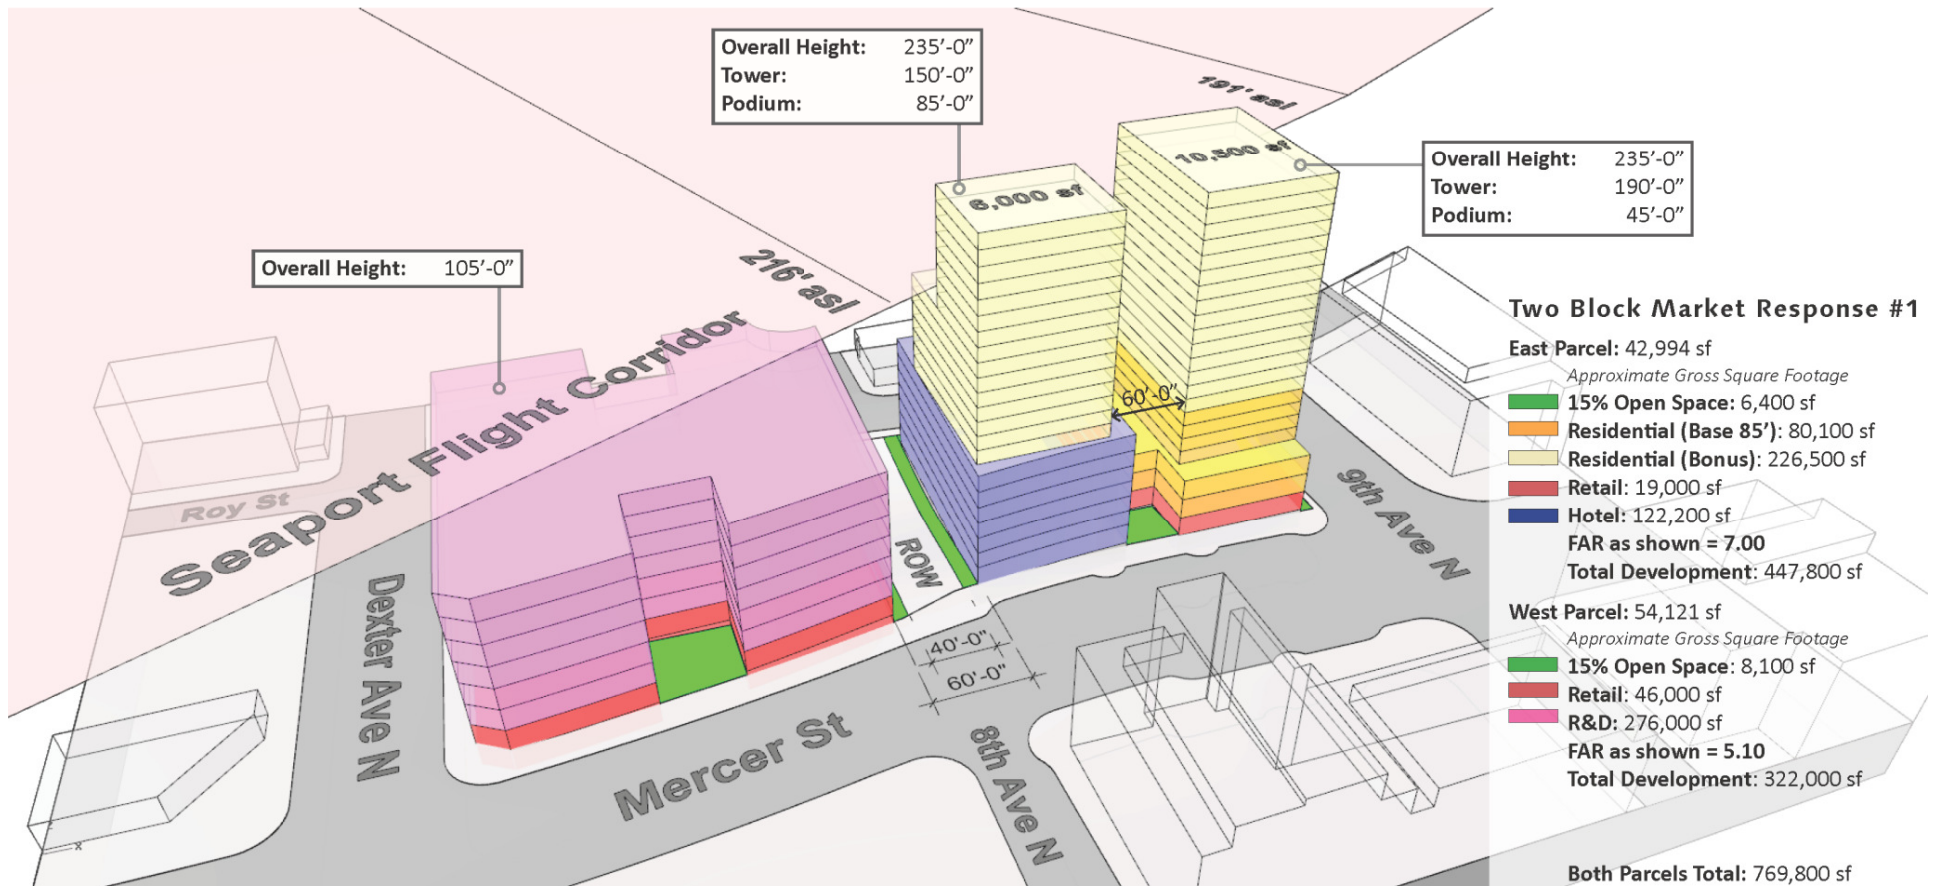 Overall Height: 235'-0"
Tower: 150'-0"
Podium: 85'-0"
191' asl
10,500 sf
6,000 sf
Overall Height: 235'-0"
Tower: 190'-0"
Podium: 45'-0"
Overall Height: 105'-0"
216' asl
Seaport Flight Corridor
60'-0"
Roy St
ROW
9th Ave N
Dexter Ave N
40'-0"
60'-0"
Mercer St
8th Ave N
Two Block Market Response #1
East Parcel: 42,994 sf
Approximate Gross Square Footage
15% Open Space: 6,400 sf
Residential (Base 85'): 80,100 sf
Residential (Bonus): 226,500 sf
Retail: 19,000 sf
Hotel: 122,200 sf
FAR as shown = 7.00
Total Development: 447,800 sf
West Parcel: 54,121 sf
Approximate Gross Square Footage
15% Open Space: 8,100 sf
Retail: 46,000 sf
R&D: 276,000 sf
FAR as shown = 5.10
Total Development: 322,000 sf
Both Parcels Total: 769,800 sf